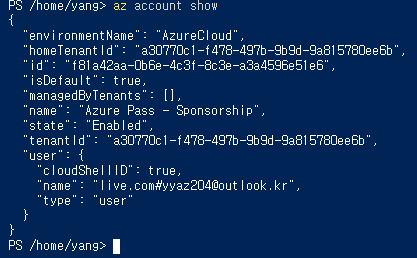 PS /home/yang> az account show
{
  "environmentName": "AzureCloud",
  "homeTenantId": "a30770c1-f478-497b-9b9d-9a815780ee6b",
  "id": "f81a42aa-0b6e-4c3f-8c3e-a3a4596e51e6",
  "isDefault": true,
  "managedByTenants": [],
  "name": "Azure Pass - Sponsorship",
  "state": "Enabled",
  "tenantId": "a30770c1-f478-497b-9b9d-9a815780ee6b",
  "user": {
    "cloudShellID": true,
    "name": "live.com#yyaz204@outlook.kr",
    "type": "user"
  }
}
PS /home/yang>